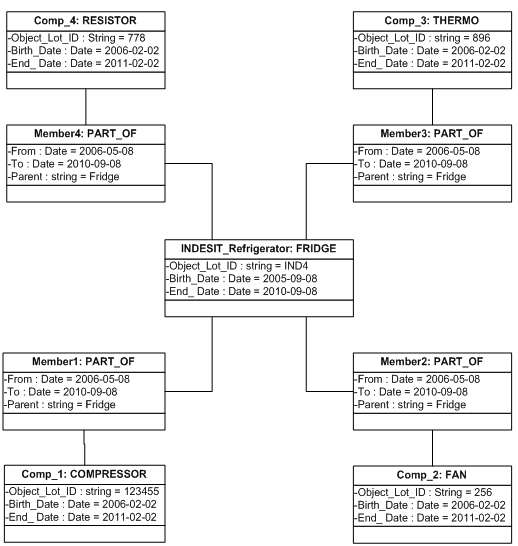 Comp_4: RESISTOR
-Object_Lot_ID : String = 778
-Birth_Date : Date = 2006-02-02
-End_ Date : Date = 2011-02-02
Comp_3: THERMO
-Object_Lot_ID : string = 896
-Birth_Date : Date = 2006-02-02
-End_ Date : Date = 2011-02-02
Member4: PART_OF
-From : Date = 2006-05-08
-To : Date = 2010-09-08
-Parent : string = Fridge
Member3: PART_OF
-From : Date = 2006-05-08
-To : Date = 2010-09-08
-Parent : string = Fridge
INDESIT_Refrigerator: FRIDGE
-Object_Lot_ID : string = IND4
-Birth_Date : Date = 2005-09-08
-End_ Date : Date = 2010-09-08
Member1: PART_OF
-From : Date = 2006-05-08
-To : Date = 2010-09-08
-Parent : string = Fridge
Member2: PART_OF
-From : Date = 2006-05-08
-To : Date = 2010-09-08
-Parent : string = Fridge
Comp_1: COMPRESSOR
-Object_Lot_ID : string = 123455
-Birth_Date : Date = 2006-02-02
-End_ Date : Date = 2011-02-02
Comp_2: FAN
-Object_Lot_ID : String = 256
-Birth_Date : Date = 2006-02-02
-End_ Date : Date = 2011-02-02